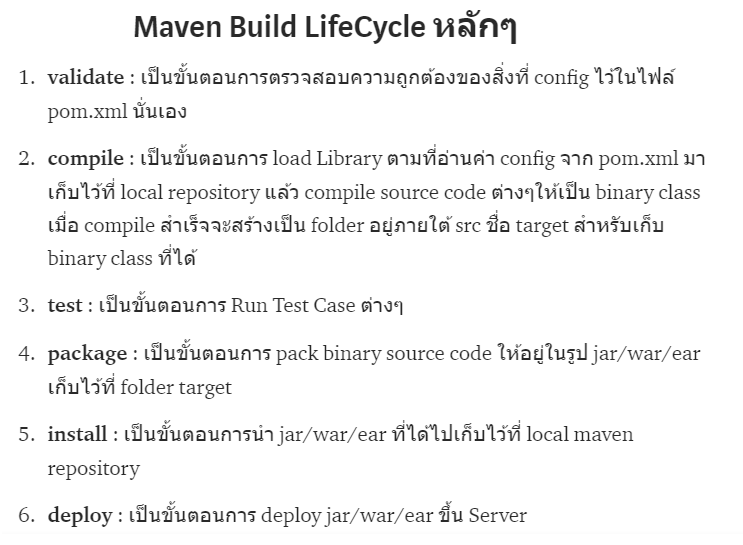 Maven Build LifeCycle หลักๆ
1. validate : เป็นขั้นตอนการตรวจสอบความถูกต้องของสิ่งที่ config ไว้ในไฟล์
pom.xml นั่นเอง
2. compile : เป็นขั้นตอนการ load Library ตามที่อ่านค่า config จาก pom.xml มา
เก็บไว้ที่ local repository แล้ว compile source code ต่างๆให้เป็น binary class
เมื่อ compile สำเร็จจะสร้างเป็น folder อยู่ภายใต้ src ชื่อ target สำหรับเก็บ
binary class ที่ได้
3. test : เป็นขั้นตอนการ Run Test Case ต่างๆ
4. package : เป็นขั้นตอนการ pack binary source code ให้อยู่ในรูป jar/war/ear
เก็บไว้ที่ folder target
5. install : เป็นขั้นตอนการนำ jar/war/ear ที่ได้ไปเก็บไว้ที่ local maven
repository
6. deploy : เป็นขั้นตอนการ deploy jar/war/ear ขึ้น Server